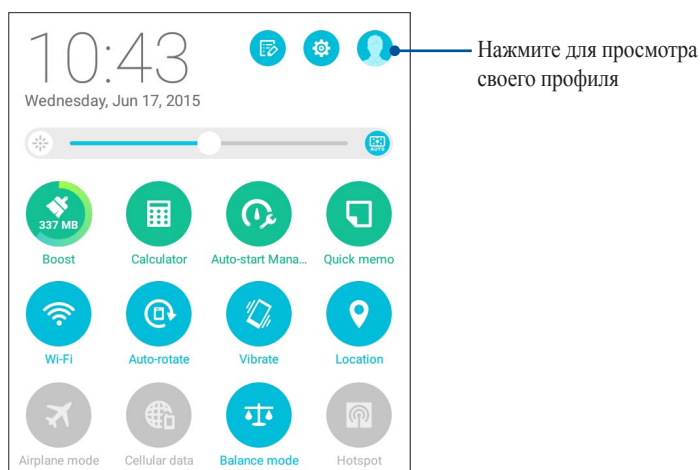 10:43
Wednesday, Jun 17, 2015
Нажмите для просмотра
своего профиля
AUTO
337 MB
Boost Calculator Auto-start Mana... Quick memo
Wi-Fi Auto-rotate Vibrate Location
Airplane mode Cellular data Balance mode Hotspot